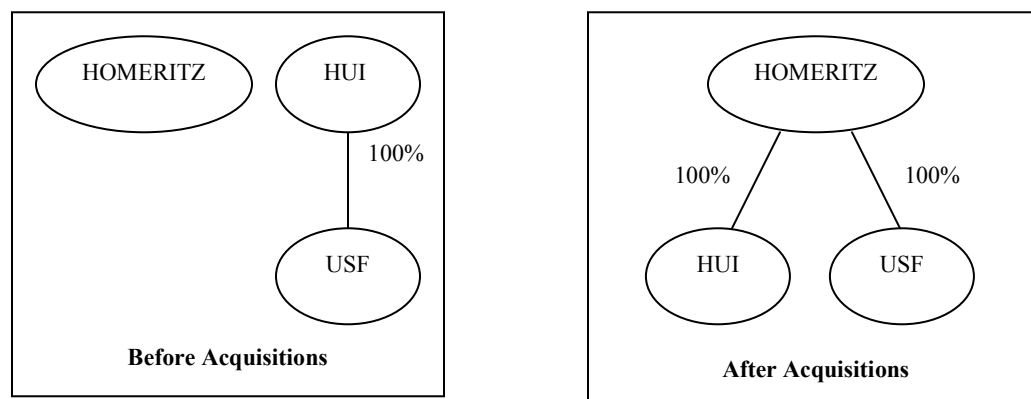 HOMERITZ
HUI
100%
USF
Before Acquisitions
HOMERITZ
100%
100%
HUI
USF
After Acquisitions